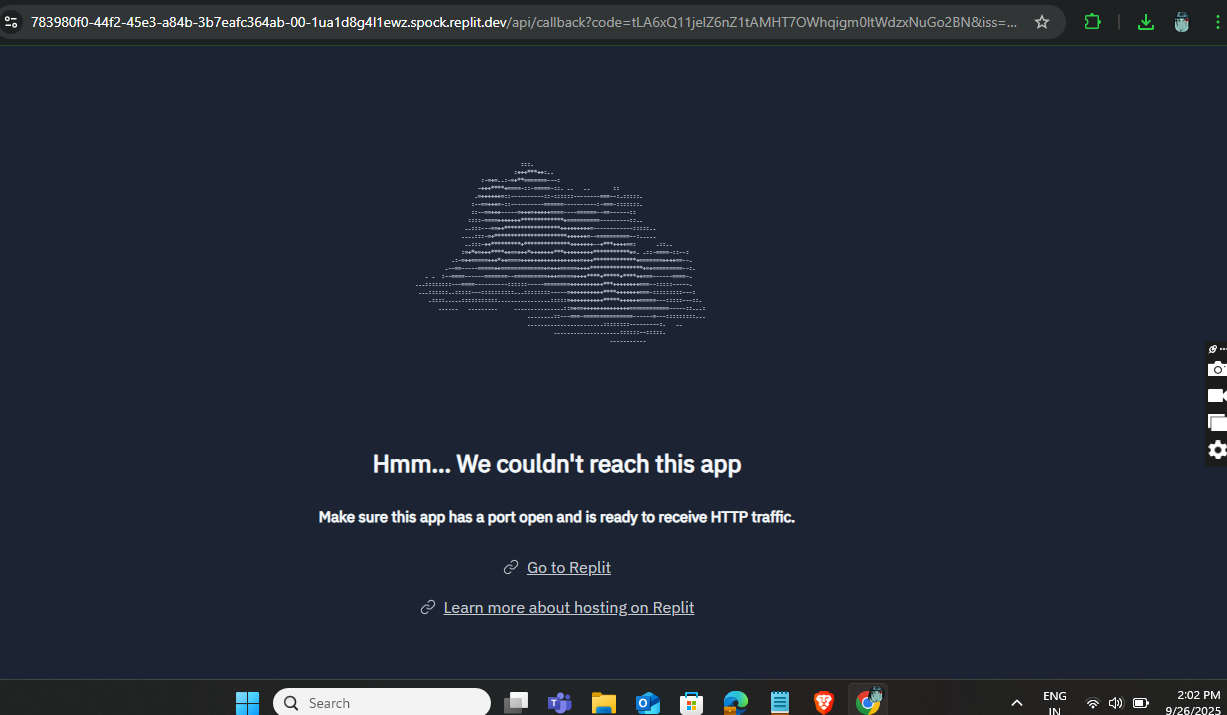 783980f0-44f2-45e3-a84b-3b7eafc364ab-00-1ua1d8g4l1ewz.spock.replit.dev/api/callback?code=tLA6xQ11jelZ6nZ1tAMHT7OWhqigm0ltWdzxNuGo2BN&iss=...
Hmm... We couldn't reach this app
Make sure this app has a port open and is ready to receive HTTP traffic.
Go to Replit
Learn more about hosting on Replit
Search
ENG
IN
2:02 PM
9/26/2025